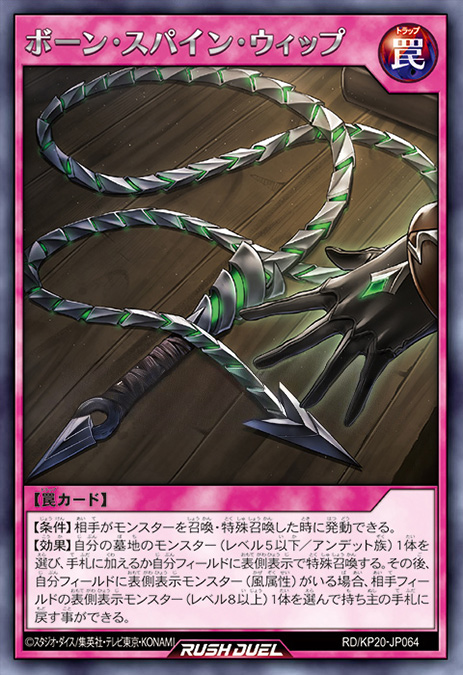 ボーン・スパイン・ウィップ
トラップ
罠
【罠カード】
【条件】相手がモンスターを召喚・特殊召喚した時に発動できる。
【効果】自分の墓地のモンスター(レベル5以下/アンデット族)1体を
選び、手札に加えるか自分フィールドに表側表示で特殊召喚する。その後、
自分フィールドに表側表示モンスター(風属性)がいる場合、相手フィー
ルドの表側表示モンスター(レベル8以上)1体を選んで持ち主の手札に
戻す事ができる。
©スタジオ・ダイス/集英社・テレビ東京・KONAMI
RUSH DUEL
RD/KP20-JP064